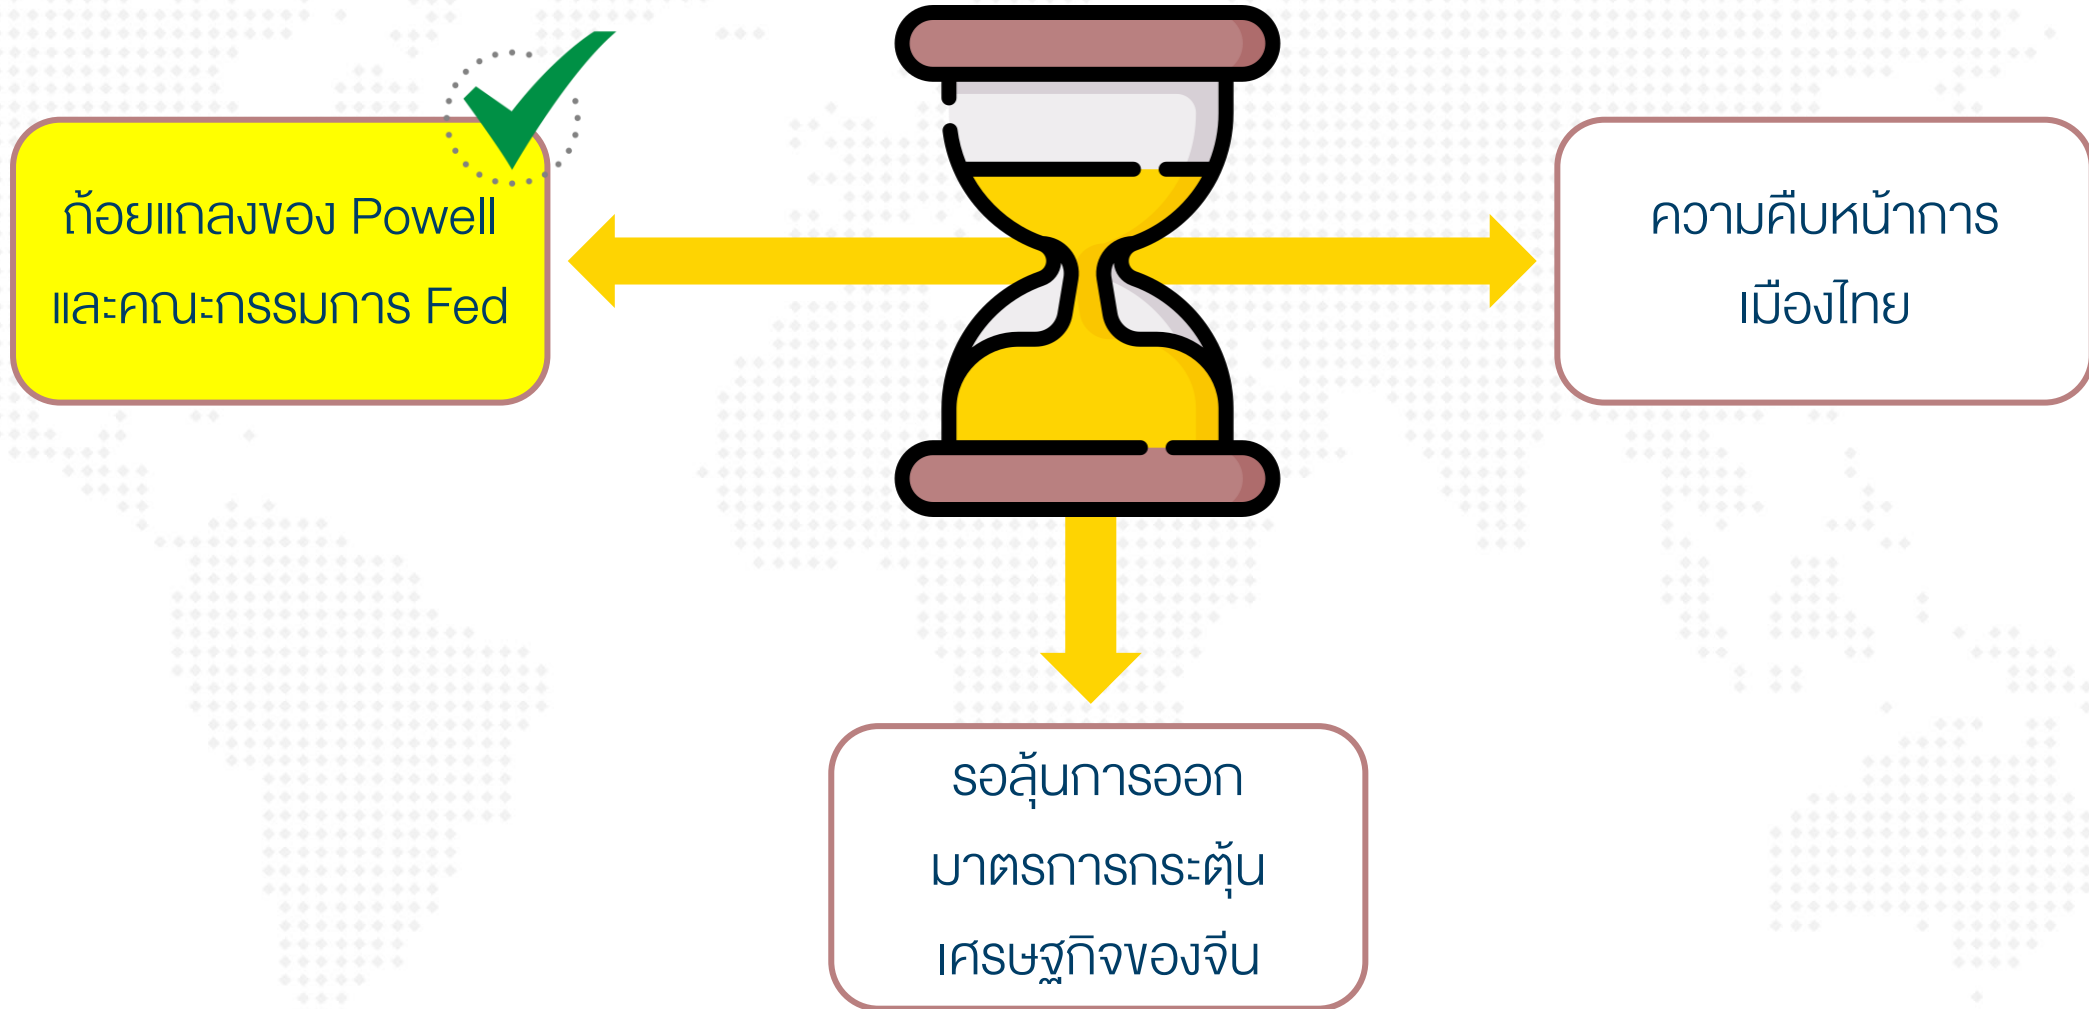 ถ้อยแถลงของ Powell
และคณะกรรมการ Fed
ความคืบหน้าการ
เมืองไทย
รอลุ้นการออก
มาตรการกระตุ้น
เศรษฐกิจของจีน